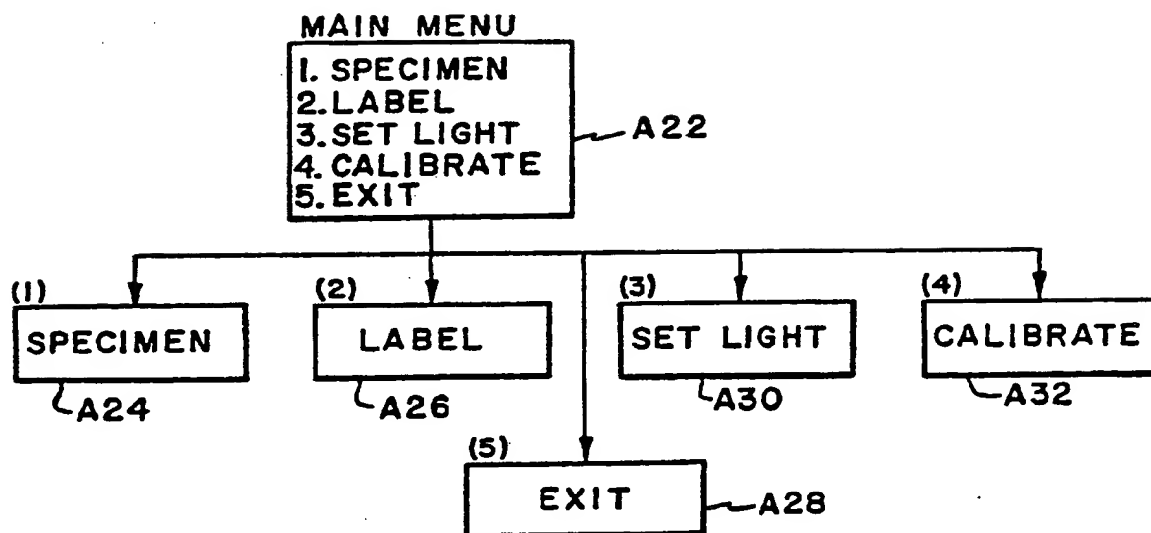 MAIN MENU
1. SPECIMEN
2. LABEL
3. SET LIGHT
4. CALIBRATE
5. EXIT
A22
(1)
SPECIMEN
A24
(2)
LABEL
A26
(3)
SET LIGHT
A30
(4)
CALIBRATE
A32
(5)
EXIT
A28